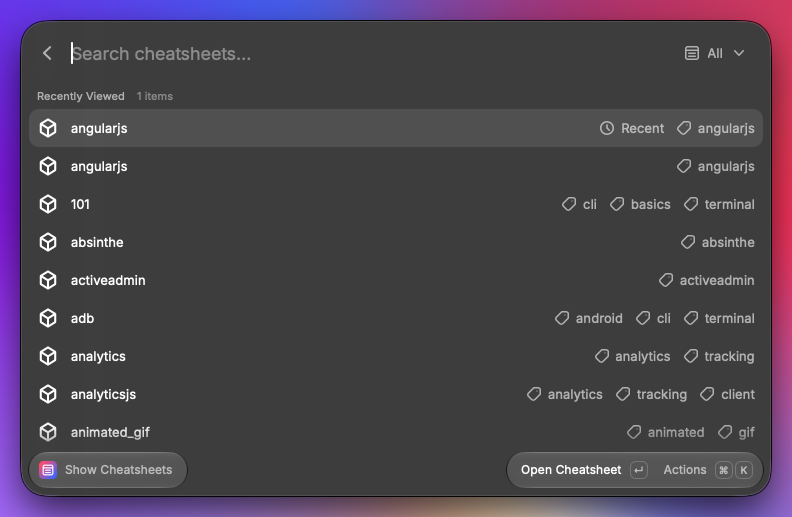 Search cheatsheets... All
Recently Viewed 1 items
angularjs Recent angularjs
angularjs angularjs
101 cli basics terminal
absinthe absinthe
activeadmin activeadmin
adb android cli terminal
analytics analytics tracking
analyticsjs analytics tracking client
animated_gif animated gif
Show Cheatsheets Open Cheatsheet ↵ Actions ⌘ K